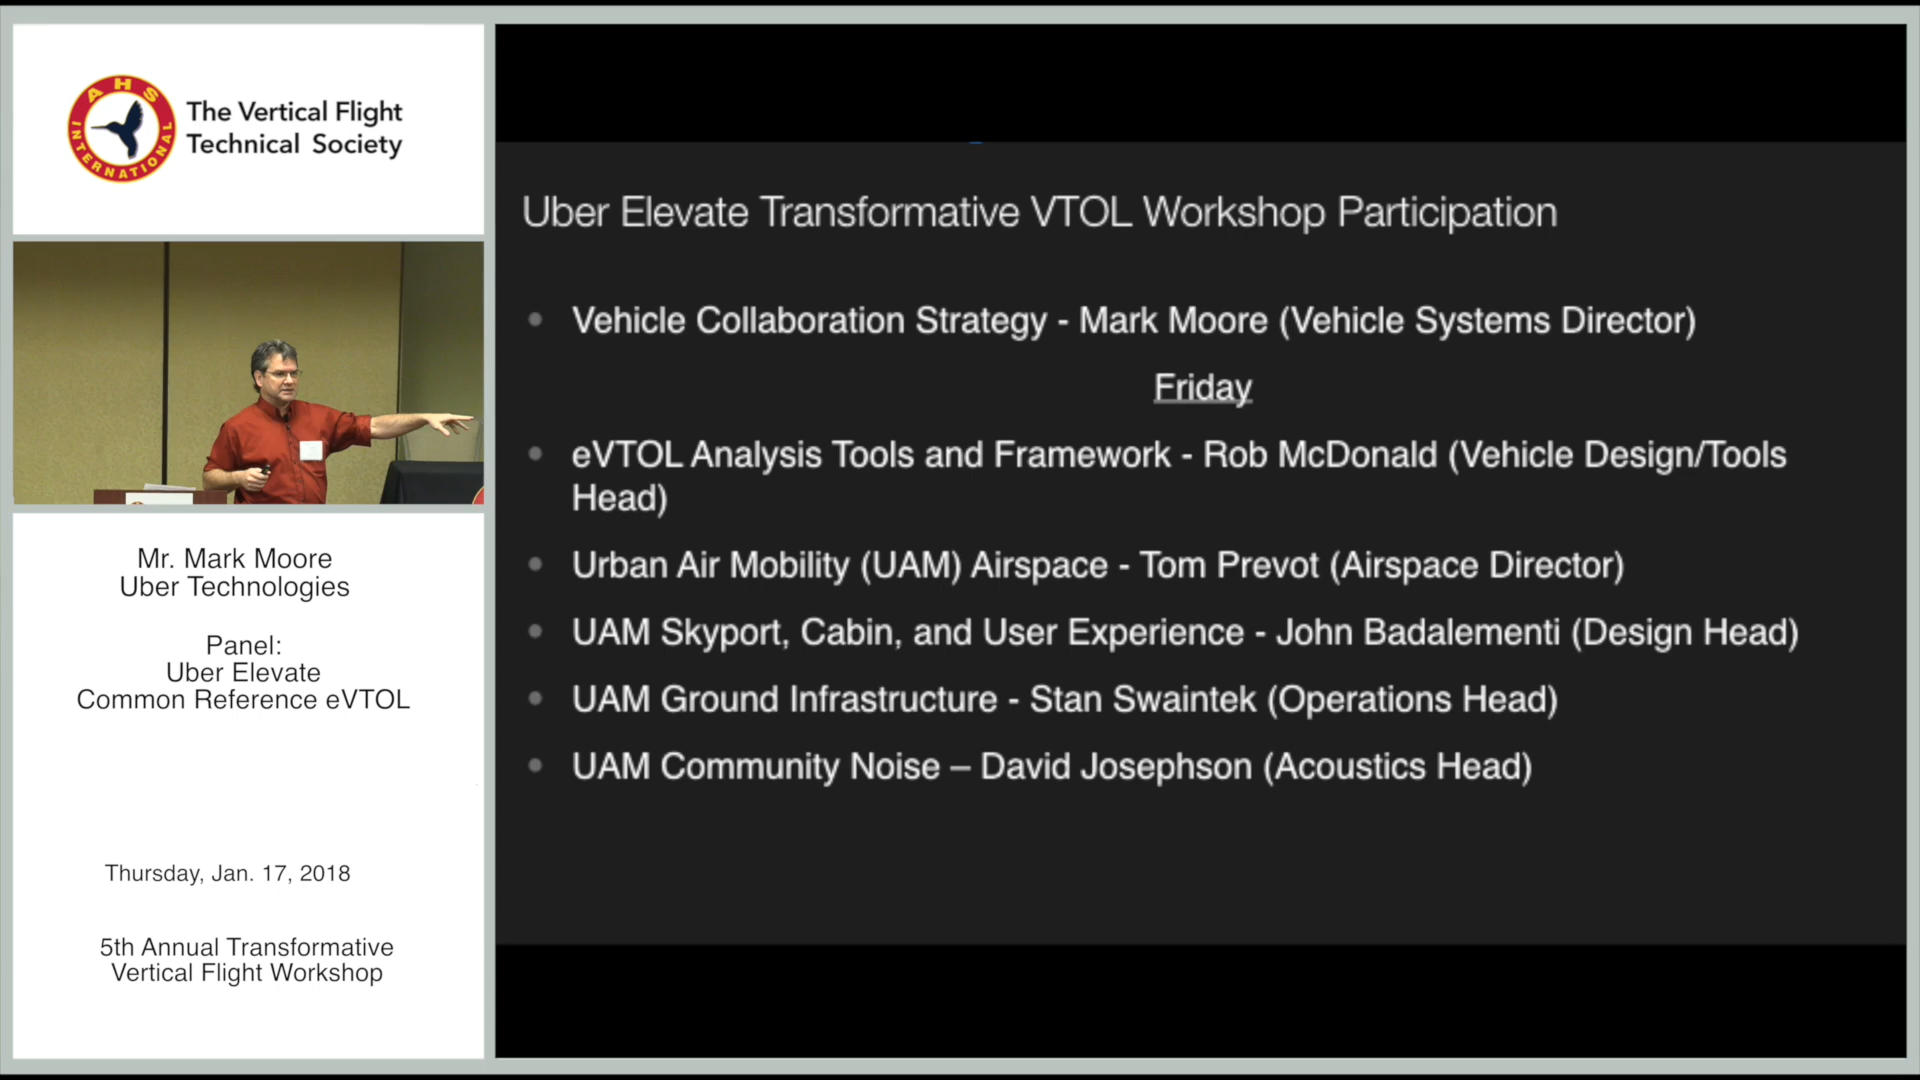 AHS
INTERNATIONAL
The Vertical Flight
Technical Society
Mr. Mark Moore
Uber Technologies
Panel:
Uber Elevate
Common Reference eVTOL
Thursday, Jan. 17, 2018
5th Annual Transformative
Vertical Flight Workshop
Uber Elevate Transformative VTOL Workshop Participation
• Vehicle Collaboration Strategy - Mark Moore (Vehicle Systems Director)
Friday
• eVTOL Analysis Tools and Framework - Rob McDonald (Vehicle Design/Tools
Head)
• Urban Air Mobility (UAM) Airspace - Tom Prevot (Airspace Director)
• UAM Skyport, Cabin, and User Experience - John Badalementi (Design Head)
• UAM Ground Infrastructure - Stan Swaintek (Operations Head)
• UAM Community Noise – David Josephson (Acoustics Head)